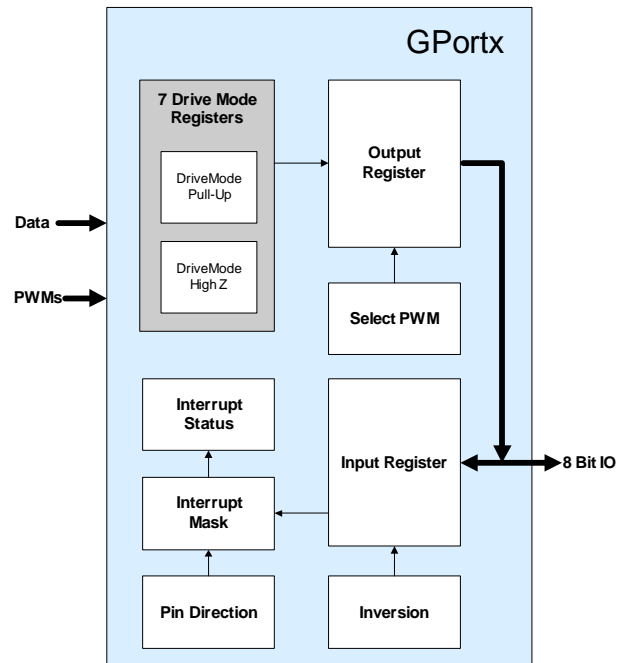 GPortx
7 Drive Mode
Registers
DriveMode
Pull-Up
DriveMode
High Z
Output
Register
Data
PWMs
Select PWM
Interrupt
Status
Input Register
8 Bit IO
Interrupt
Mask
Pin Direction
Inversion